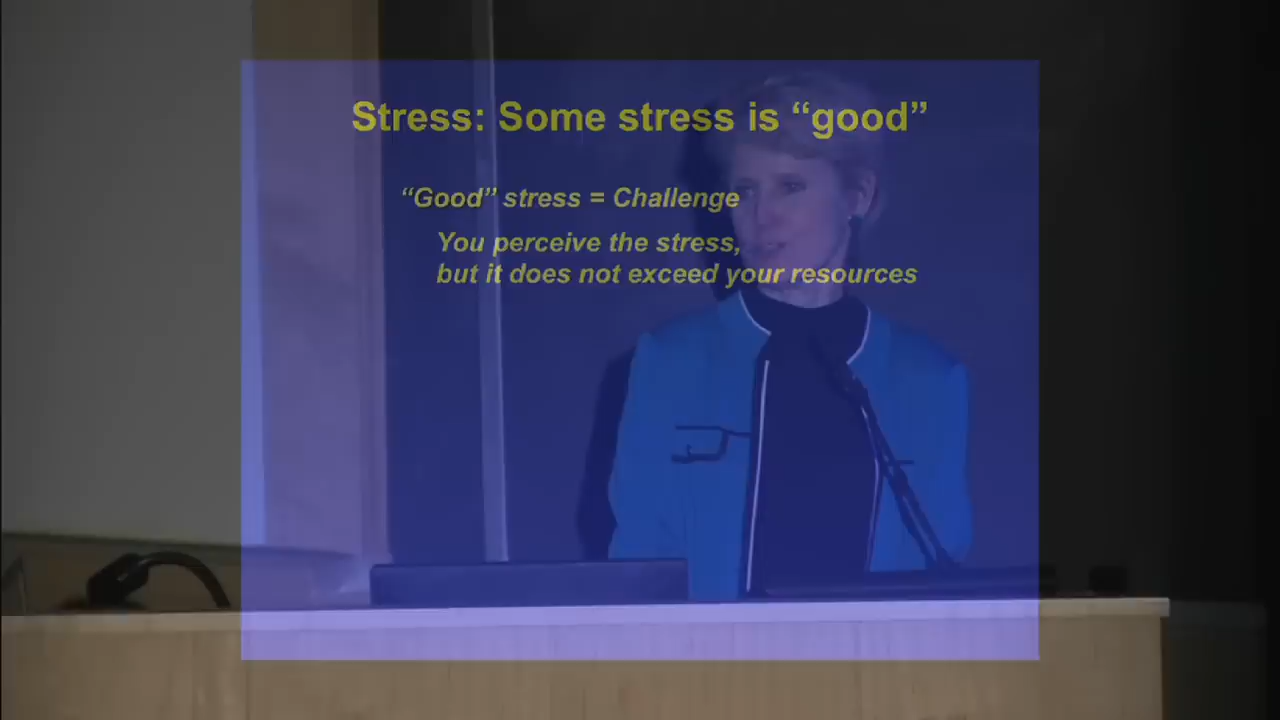 Stress: Some stress is “good”
“Good” stress = Challenge
You perceive the stress,
but it does not exceed your resources